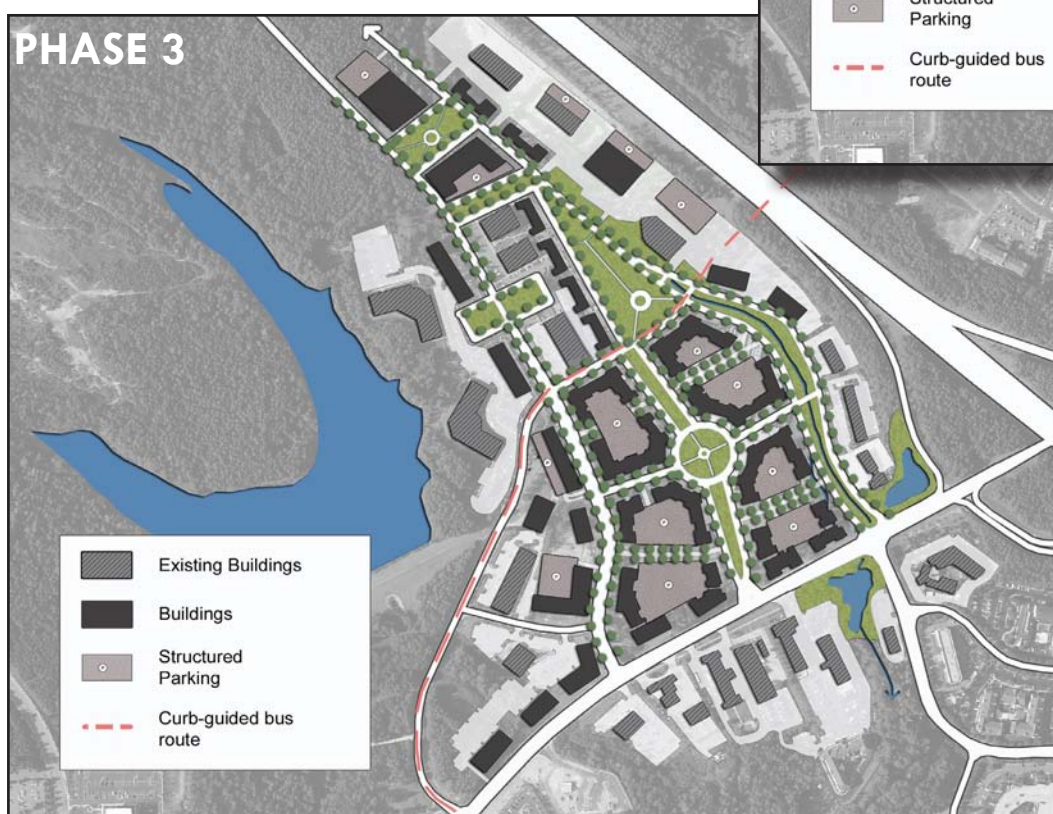 Structured
Parking
Curb-guided bus
route
PHASE 3
Existing Buildings
Buildings
Structured
Parking
Curb-guided bus
route